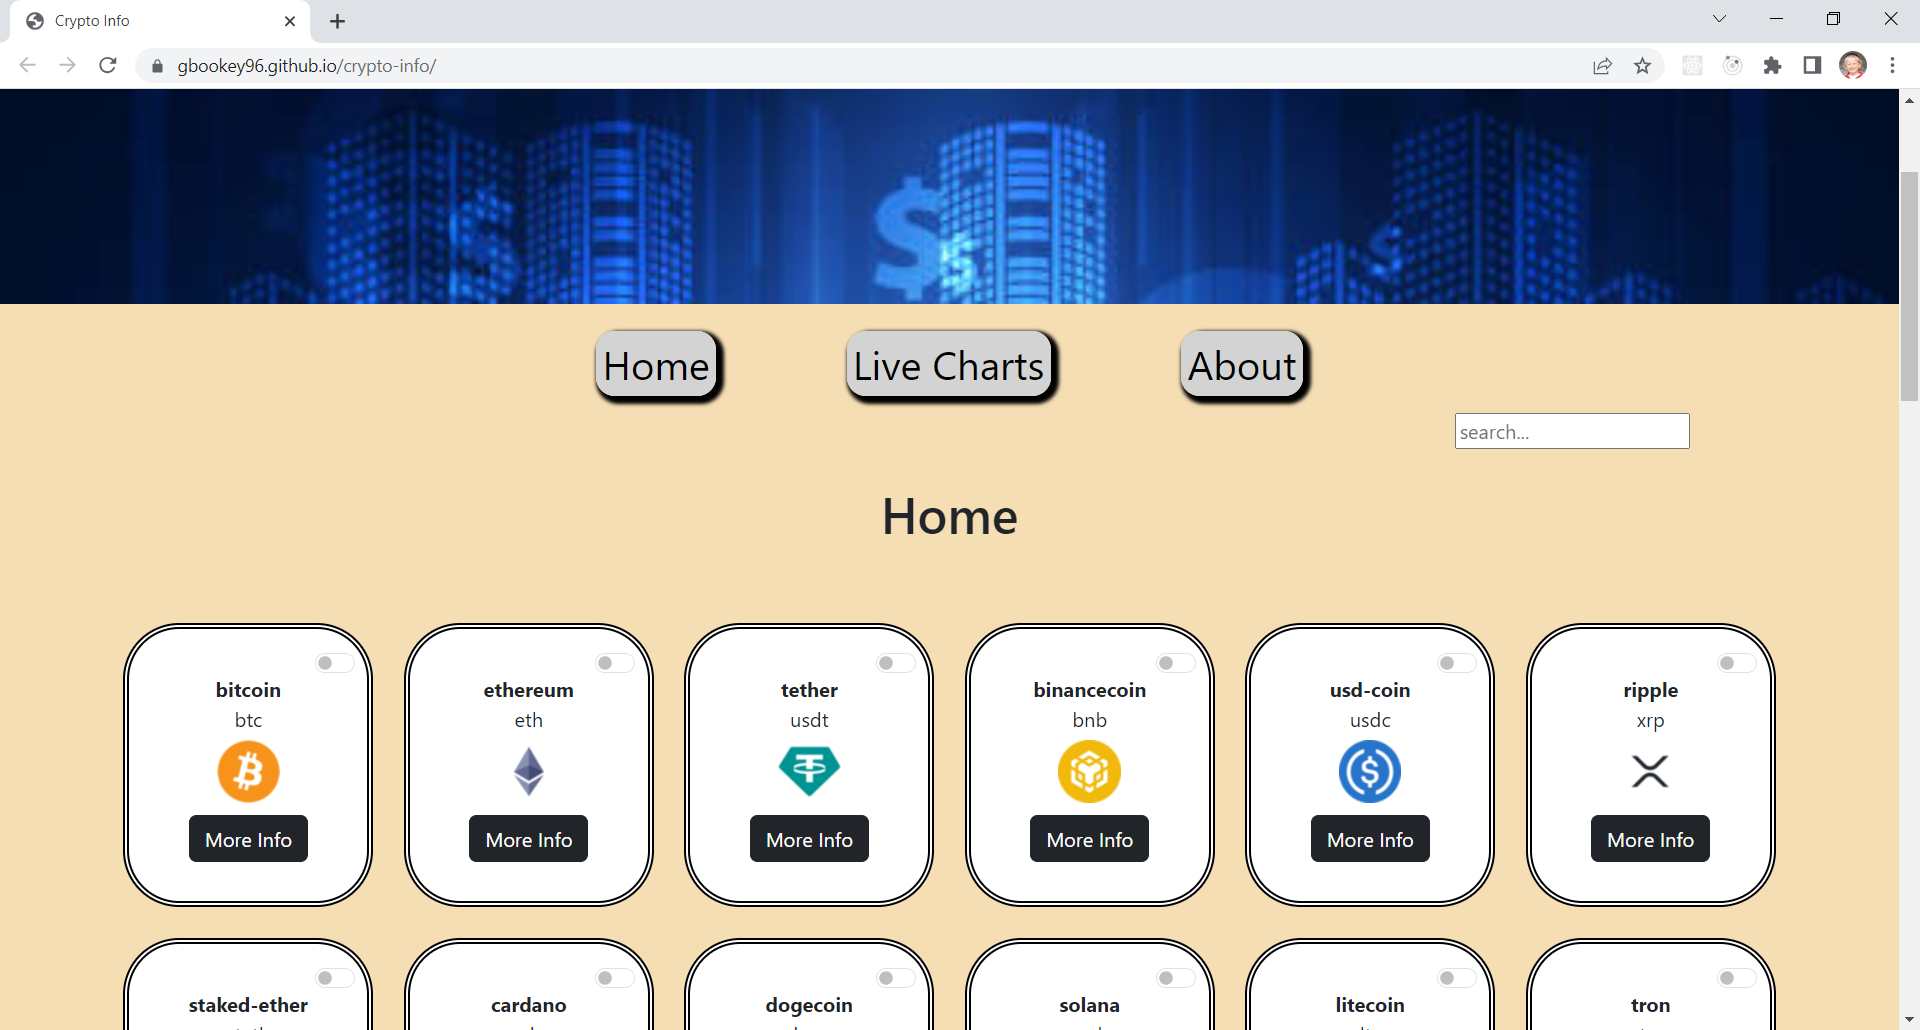 Crypto Info
gbookey96.github.io/crypto-info/
Home Live Charts About
search...
Home
bitcoin ethereum tether binancecoin usd-coin ripple
btc eth usdt bnb usdc xrp
More Info More Info More Info More Info More Info More Info
staked-ether cardano dogecoin solana litecoin tron